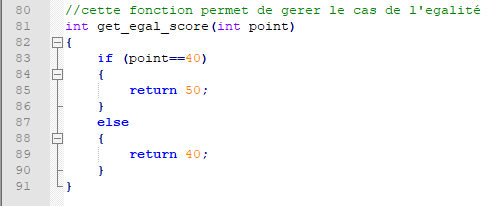 80 //cette fonction permet de gerer le cas de l'egalité
81 int get_egal_score(int point)
82 {
83 if (point==40)
84 {
85 return 50;
86 }
87 else
88 {
89 return 40;
90 }
91 }